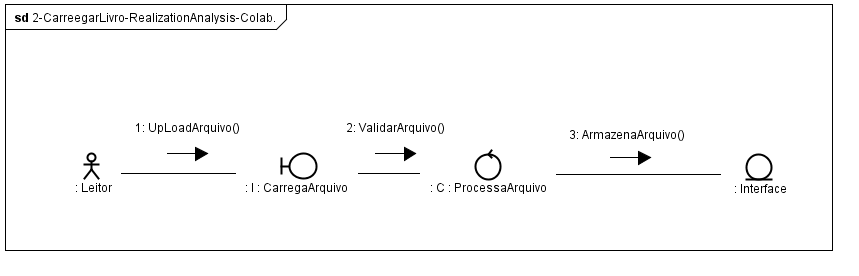 sd 2-CarreegarLivro-RealizationAnalysis-Colab.
1: UpLoadArquivo()
2: ValidarArquivo()
3: ArmazenaArquivo()
: Leitor
: I : CarregaArquivo
: C : ProcessaArquivo
: Interface